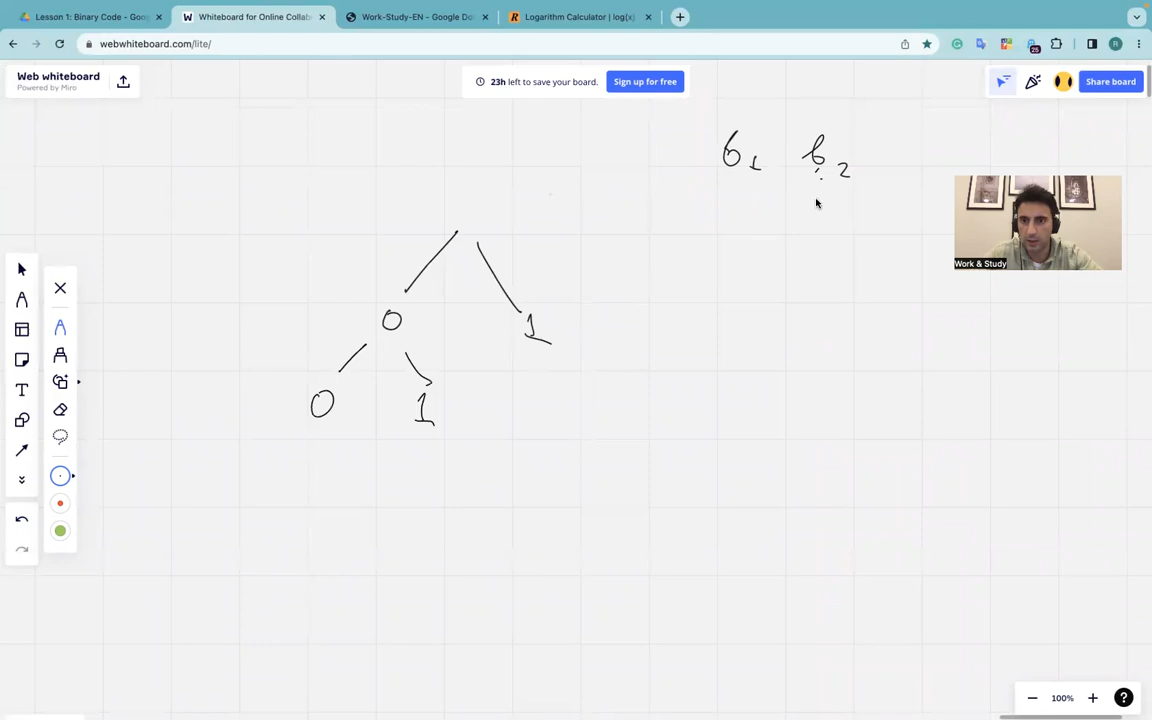 Lesson 1: Binary Code - Goo
Whiteboard for Online Collab
Work-Study-EN - Google Do
Logarithm Calculator | log(x)
webwhiteboard.com/lite/
25
R
Web whiteboard
Powered by Miro
23h left to save your board.
Sign up for free
Share board
b₁ b₂
Work & Study
0 1
0 1
T
100%
?